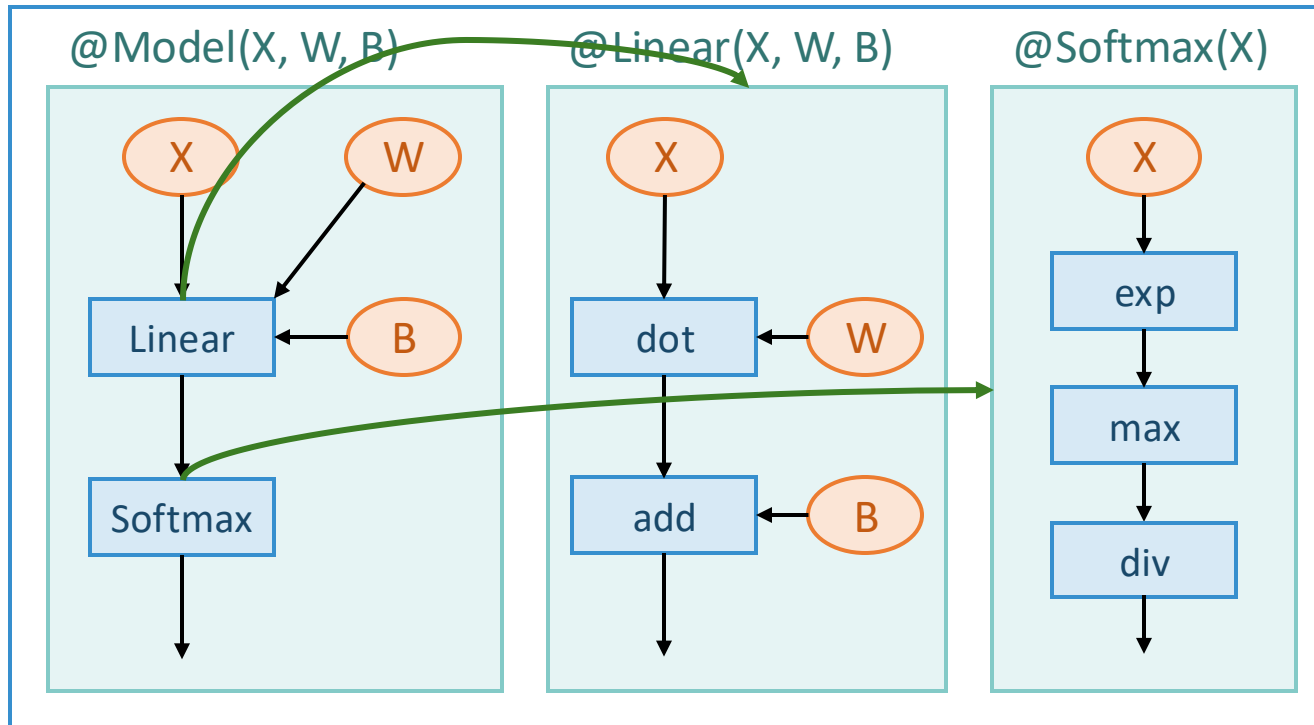 @Model(X, W, B)
X
W
Linear
B
Softmax
@Linear(X, W, B)
X
dot
W
add
B
@Softmax(X)
X
exp
max
div